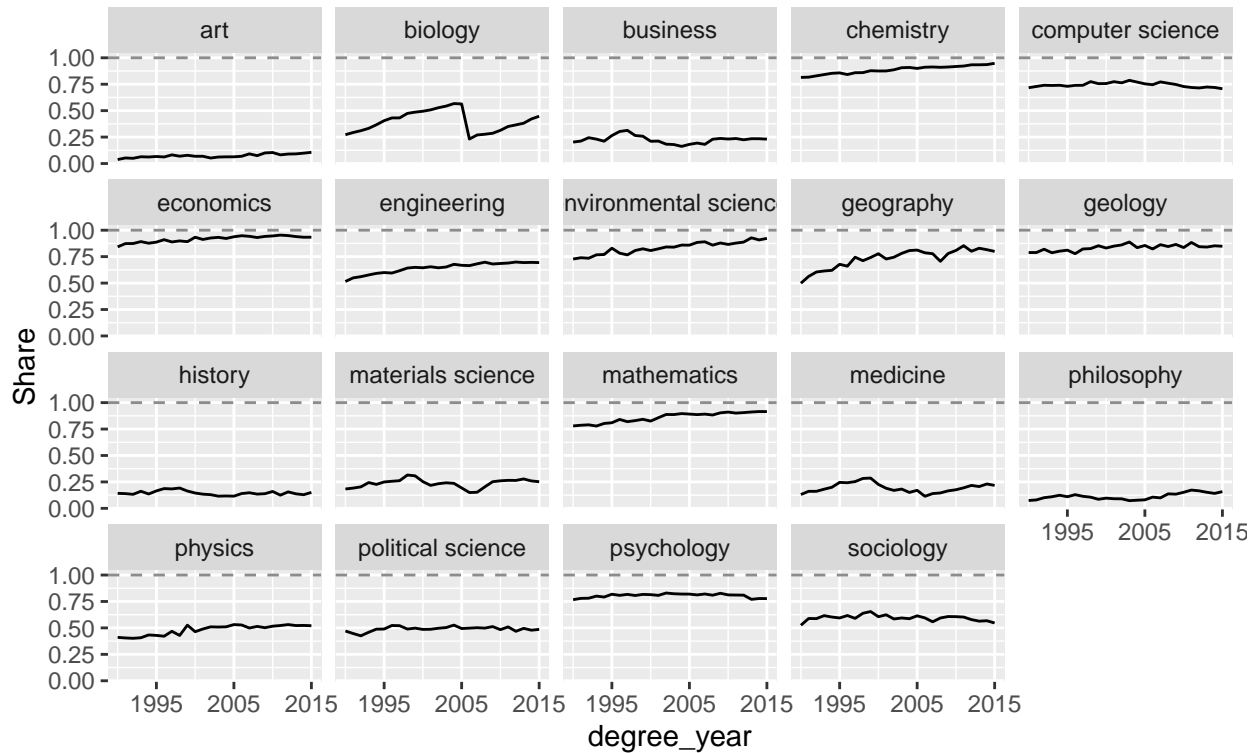 art biology business chemistry computer science
1.00
0.75
0.50
0.25
0.00
economics engineering nvironmental scienc geography geology
1.00
0.75
0.50
0.25
0.00
history materials science mathematics medicine philosophy
1.00
0.75
0.50
0.25
0.00
1995 2005 2015
physics political science psychology sociology
1.00
0.75
0.50
0.25
0.00
1995 2005 2015 1995 2005 2015 1995 2005 2015 1995 2005 2015
Share
degree_year